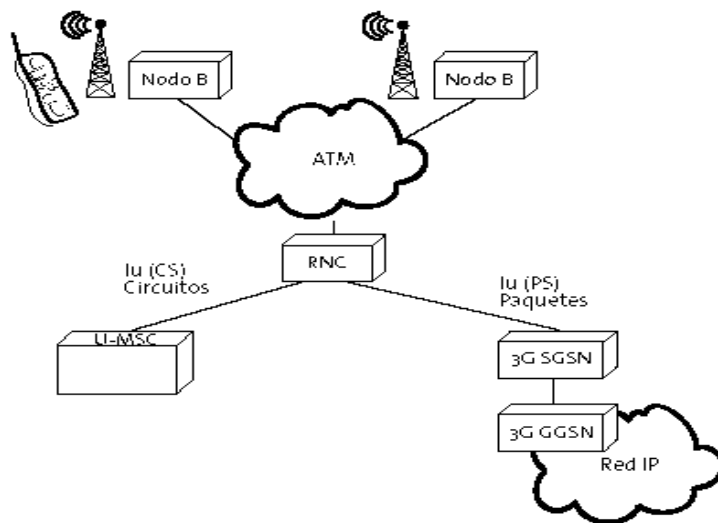 Nodo B
Nodo B
ATM
RNC
Iu (CS)
Circuitos
Iu (PS)
Paquetes
U-MSC
3G SGSN
3G GGSN
Red IP